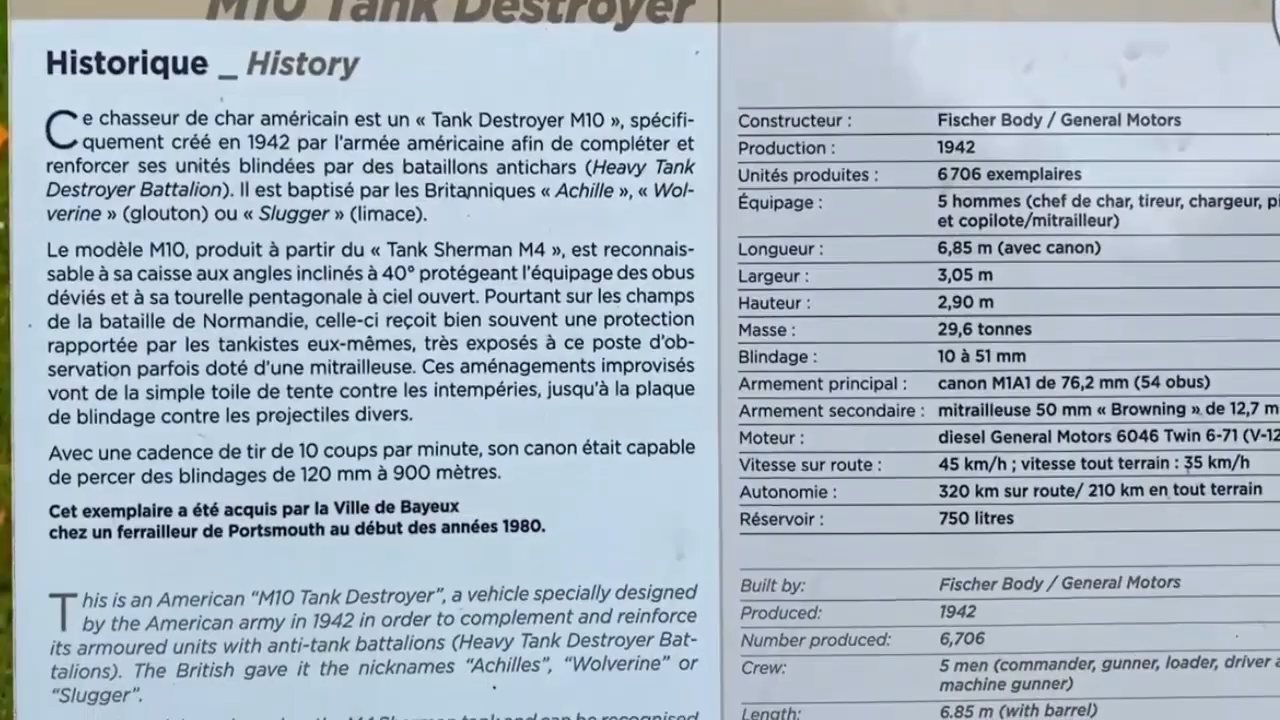 M10 Tank Destroyer
Historique _ History
Ce chasseur de char américain est un « Tank Destroyer M10 », spécifi-
quement créé en 1942 par l'armée américaine afin de compléter et
renforcer ses unités blindées par des bataillons antichars (Heavy Tank
Destroyer Battalion). Il est baptisé par les Britanniques « Achille », « Wol-
verine » (glouton) ou « Slugger » (limace).
Le modèle M10, produit à partir du « Tank Sherman M4 », est reconnais-
sable à sa caisse aux angles inclinés à 40° protégeant l'équipage des obus
déviés et à sa tourelle pentagonale à ciel ouvert. Pourtant sur les champs
de la bataille de Normandie, celle-ci reçoit bien souvent une protection
rapportée par les tankistes eux-mêmes, très exposés à ce poste d'ob-
servation parfois doté d'une mitrailleuse. Ces aménagements improvisés
vont de la simple toile de tente contre les intempéries, jusqu'à la plaque
de blindage contre les projectiles divers.
Avec une cadence de tir de 10 coups par minute, son canon était capable
de percer des blindages de 120 mm à 900 mètres.
Cet exemplaire a été acquis par la Ville de Bayeux
chez un ferrailleur de Portsmouth au début des années 1980.
This is an American “M10 Tank Destroyer”, a vehicle specially designed
by the American army in 1942 in order to complement and reinforce
its armoured units with anti-tank battalions (Heavy Tank Destroyer Bat-
talions). The British gave it the nicknames “Achilles”, “Wolverine” or
“Slugger”.
M4 Sherman tank and can be recognised
Constructeur : Fischer Body / General Motors
Production : 1942
Unités produites : 6 706 exemplaires
Équipage : 5 hommes (chef de char, tireur, chargeur,
et copilote/mitrailleur)
Longueur : 6,85 m (avec canon)
Largeur : 3,05 m
Hauteur : 2,90 m
Masse : 29,6 tonnes
Blindage : 10 à 51 mm
Armement principal : canon M1A1 de 76,2 mm (54 obus)
Armement secondaire : mitrailleuse 50 mm « Browning » de 12,7 m
Moteur : diesel General Motors 6046 Twin 6-71 (V-12
Vitesse sur route : 45 km/h ; vitesse tout terrain : 35 km/h
Autonomie : 320 km sur route/ 210 km en tout terrain
Réservoir : 750 litres
Built by: Fischer Body / General Motors
Produced: 1942
Number produced: 6,706
Crew: 5 men (commander, gunner, loader, driver
machine gunner)
Length: 6.85 m (with barrel)